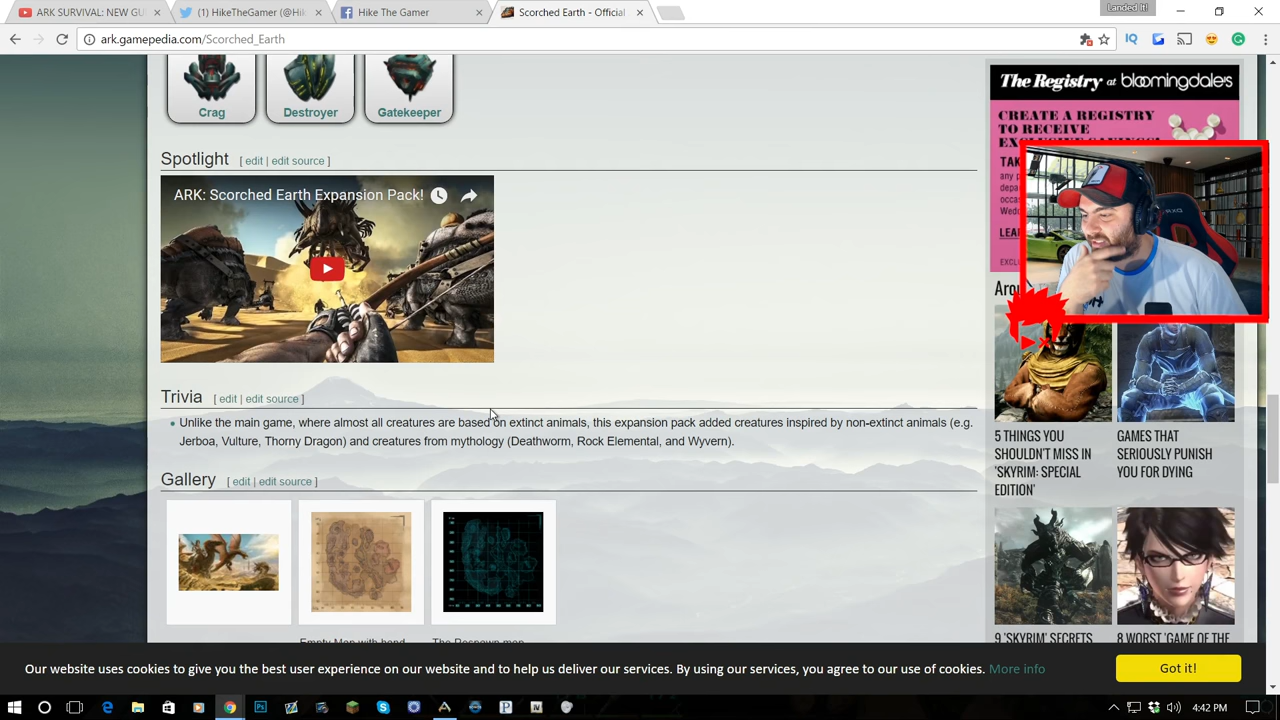 ARK SURVIVAL: NEW GU
(1) HikeTheGamer (@Hik
Hike The Gamer
Scorched Earth - Official
Landed It!
ark.gamepedia.com/Scorched_Earth
Crag
Destroyer
Gatekeeper
Spotlight [ edit | edit source ]
ARK: Scorched Earth Expansion Pack!
Trivia [ edit | edit source ]
Unlike the main game, where almost all creatures are based on extinct animals, this expansion pack added creatures inspired by non-extinct animals (e.g.
Jerboa, Vulture, Thorny Dragon) and creatures from mythology (Deathworm, Rock Elemental, and Wyvern).
Gallery [ edit | edit source ]
The Registry at bloomingdale's
CREATE A REGISTRY
TO RECEIVE
5 THINGS YOU
SHOULDN'T MISS IN
'SKYRIM: SPECIAL
EDITION'
GAMES THAT
SERIOUSLY PUNISH
YOU FOR DYING
9 'SKYRIM' SECRETS
8 WORST 'GAME OF THE
Our website uses cookies to give you the best user experience on our website and to help us deliver our services. By using our services, you agree to our use of cookies. More info
Got it!
4:42 PM